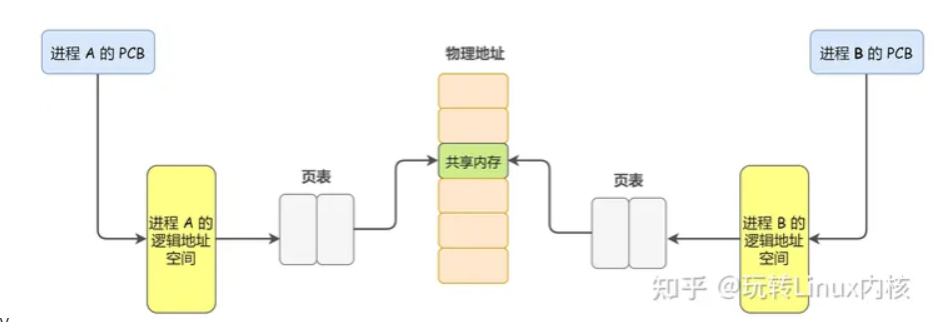 进程 A 的 PCB
物理地址
进程 B 的 PCB
共享内存
页表
页表
进程 A 的
逻辑地址
空间
进程 B 的
逻辑地址
空间
知乎 @玩转Linux内核